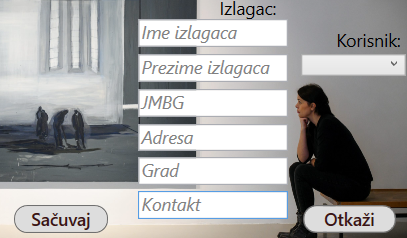 Izlagac:
Ime izlagaca
Korisnik:
Prezime izlagaca
JMBG
Adresa
Grad
Kontakt
Sačuvaj
Otkaži